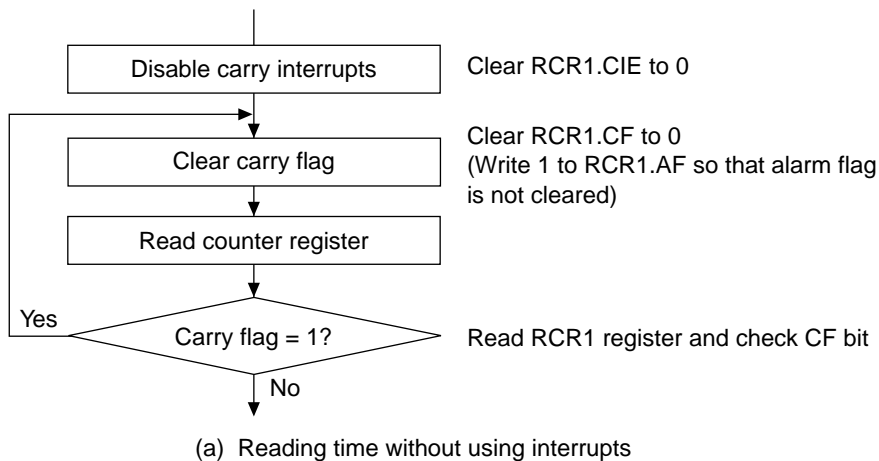 Disable carry interrupts
Clear RCR1.CIE to 0
Clear carry flag
Clear RCR1.CF to 0
(Write 1 to RCR1.AF so that alarm flag
is not cleared)
Read counter register
Yes
Carry flag = 1?
Read RCR1 register and check CF bit
No
(a) Reading time without using interrupts